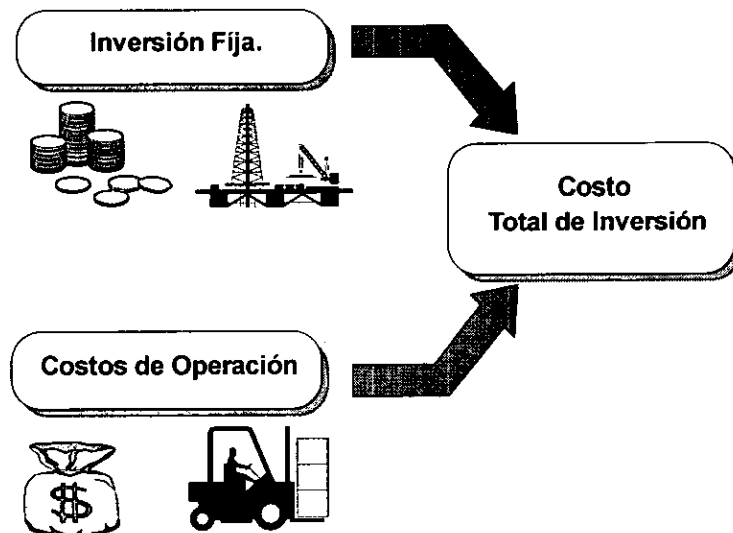 Inversión Fíja.
Costo
Total de Inversión
Costos de Operación
$